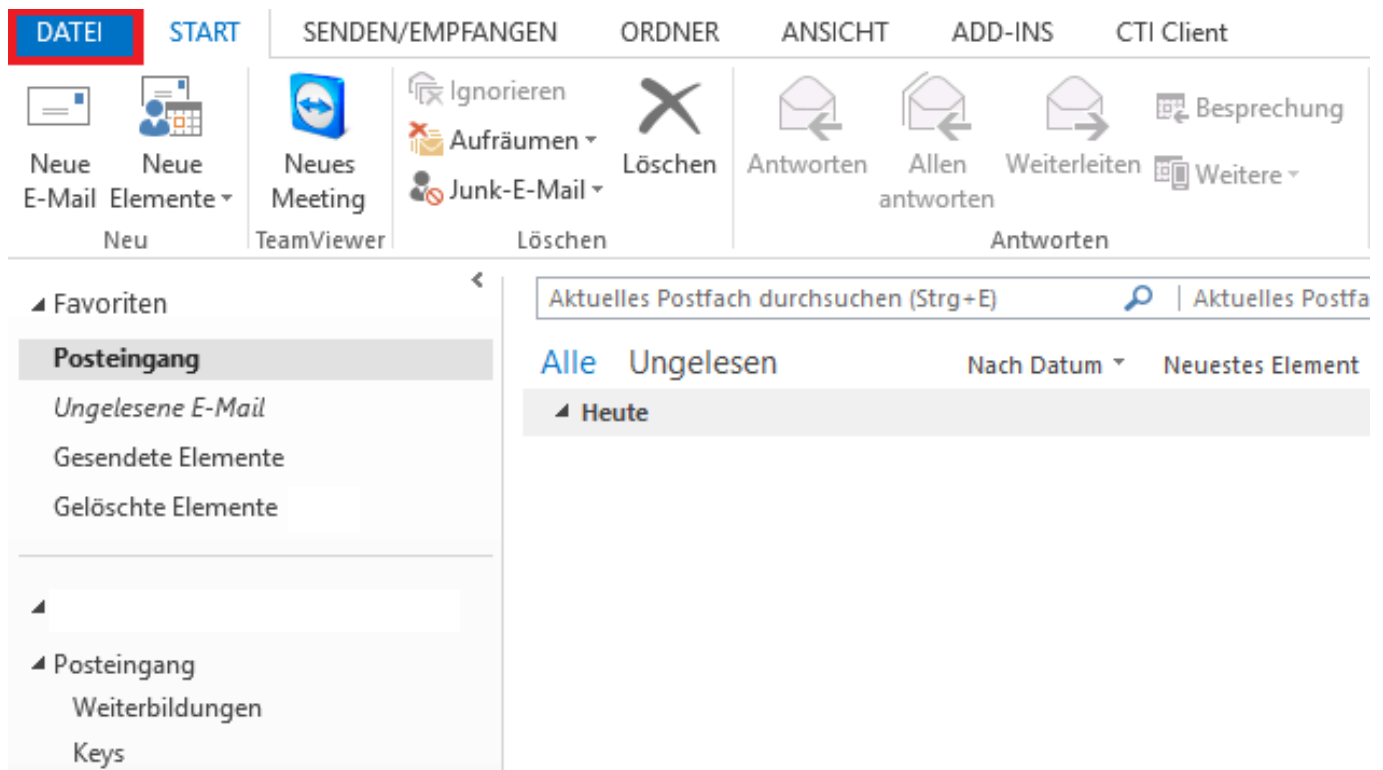 DATEI START SENDEN/EMPFANGEN ORDNER ANSICHT ADD-INS CTI Client
Neue E-Mail
Neue Elemente
Neues Meeting
Ignorieren
Aufräumen
Junk-E-Mail
Löschen
Antworten
Allen antworten
Weiterleiten
Besprechung
Weitere
Neu TeamViewer Löschen Antworten
Favoriten
Posteingang
Ungelesene E-Mail
Gesendete Elemente
Gelöschte Elemente
Posteingang
Weiterbildungen
Keys
Aktuelles Postfach durchsuchen (Strg+E) Aktuelles Postfa
Alle Ungelesen Nach Datum Neuestes Element
Heute